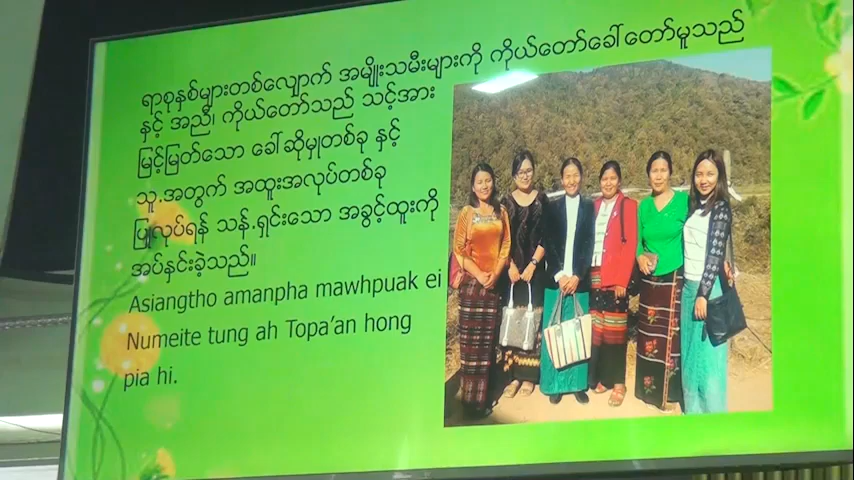 ရာစုနှစ်များတစ်လျှောက် အမျိုးသမီးများကို ကိုယ်တော်ခေါ်တော်မူသည်
နှင့် အညီ၊ ကိုယ်တော်သည် သင့်အား
မြင့်မြတ်သော ခေါ်ဆိုမှုတစ်ခု နှင့်
သူ.အတွက် အထူးအလုပ်တစ်ခု
ပြုလုပ်ရန် သန်.ရှင်းသော အခွင့်ထူးကို
အပ်နှင်းခဲ့သည်။
Asiangtho amanpha mawhpuak ei
Numeite tung ah Topa'an hong
pia hi.